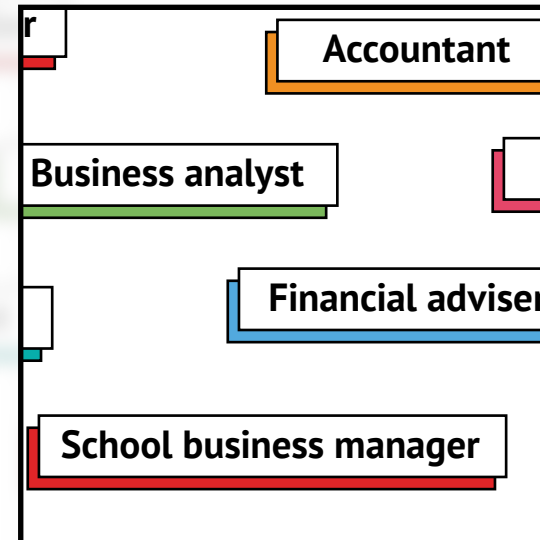 r
Accountant
Business analyst
Financial adviser
School business manager